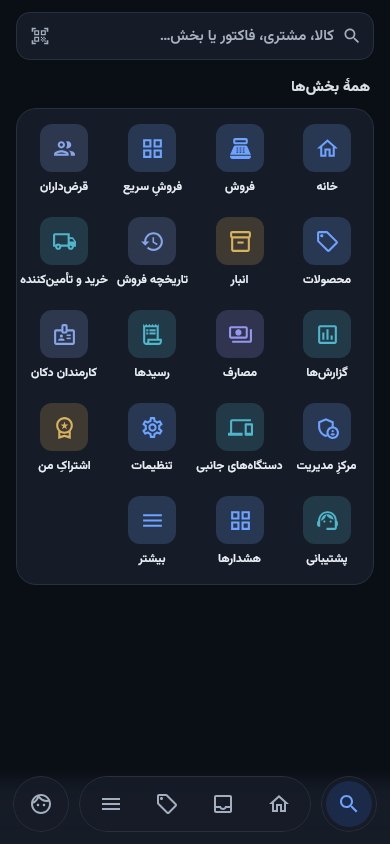 کالا، مشتری، فاکتور یا بخش...
همهٔ بخش‌ها
خانه
فروش
فروش سریع
قرض‌داران
محصولات
انبار
تاریخچه فروش
خرید و تأمین‌کننده
گزارش‌ها
مصارف
رسیدها
کارمندان دکان
مرکزِ مدیریت
دستگاه‌های جانبی
تنظیمات
اشتراکِ من
پشتیبانی
هشدارها
بیشتر